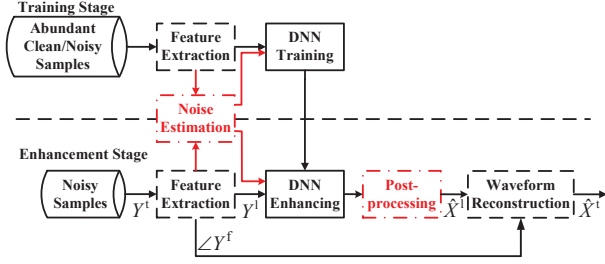 Training Stage
Abundant
Clean/Noisy
Samples
Feature
Extraction
DNN
Training
Noise
Estimation
Enhancement Stage
Noisy
Samples
Y^t
Feature
Extraction
Y^l
DNN
Enhancing
Post-
processing
X̂^l
Waveform
Reconstruction
X̂^t
∠Y^f